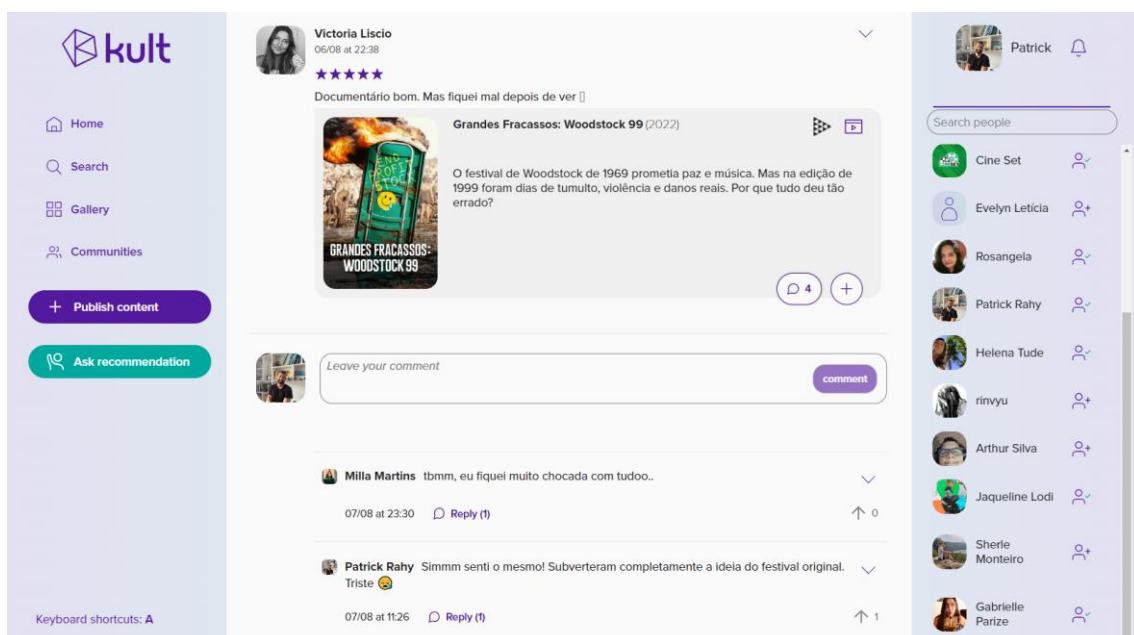 kult
Home
Search
Gallery
Communities
Publish content
Ask recommendation
Keyboard shortcuts: A
Victoria Liscio
06/08 at 22:38
★★★★★
Documentário bom. Mas fiquei mal depois de ver
END
PROFIT
STOCK
GRANDES FRACASSOS:
WOODSTOCK 99
Grandes Fracassos: Woodstock 99 (2022)
O festival de Woodstock de 1969 prometia paz e música. Mas na edição de
1999 foram dias de tumulto, violência e danos reais. Por que tudo deu tão
errado?
4
Leave your comment
comment
Milla Martins tbmm, eu fiquei muito chocada com tudoo..
07/08 at 23:30 Reply (1)
0
Patrick Rahy Simmm senti o mesmo! Subverteram completamente a ideia do festival original.
Triste 😪
07/08 at 11:26 Reply (1)
1
Patrick
Search people
Cine Set
Evelyn Letícia
Rosangela
Patrick Rahy
Helena Tude
rinvyu
Arthur Silva
Jaqueline Lodi
Sherle
Monteiro
Gabrielle
Parize